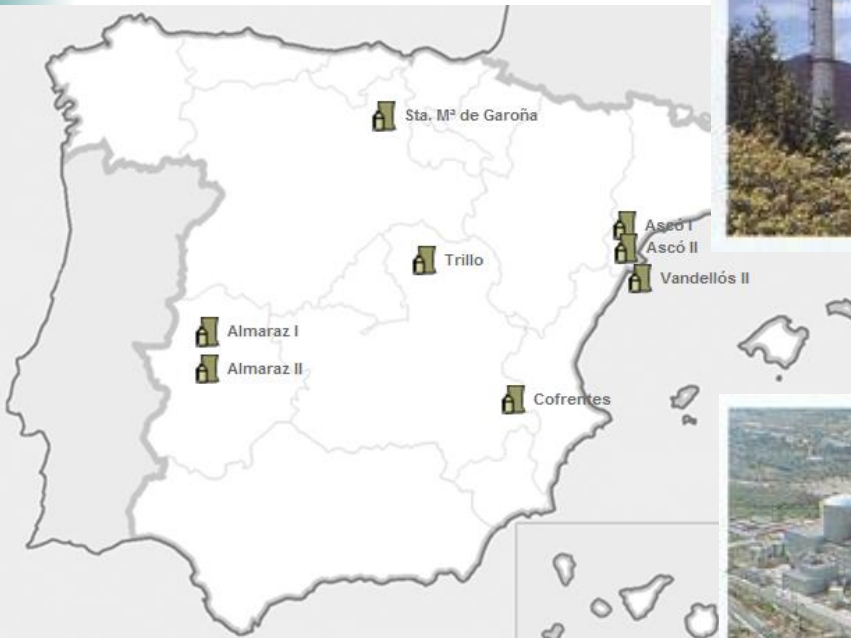 Sta. Mª de Garoña
Ascó I
Ascó II
Trillo
Vandellós II
Almaraz I
Almaraz II
Cofrentes